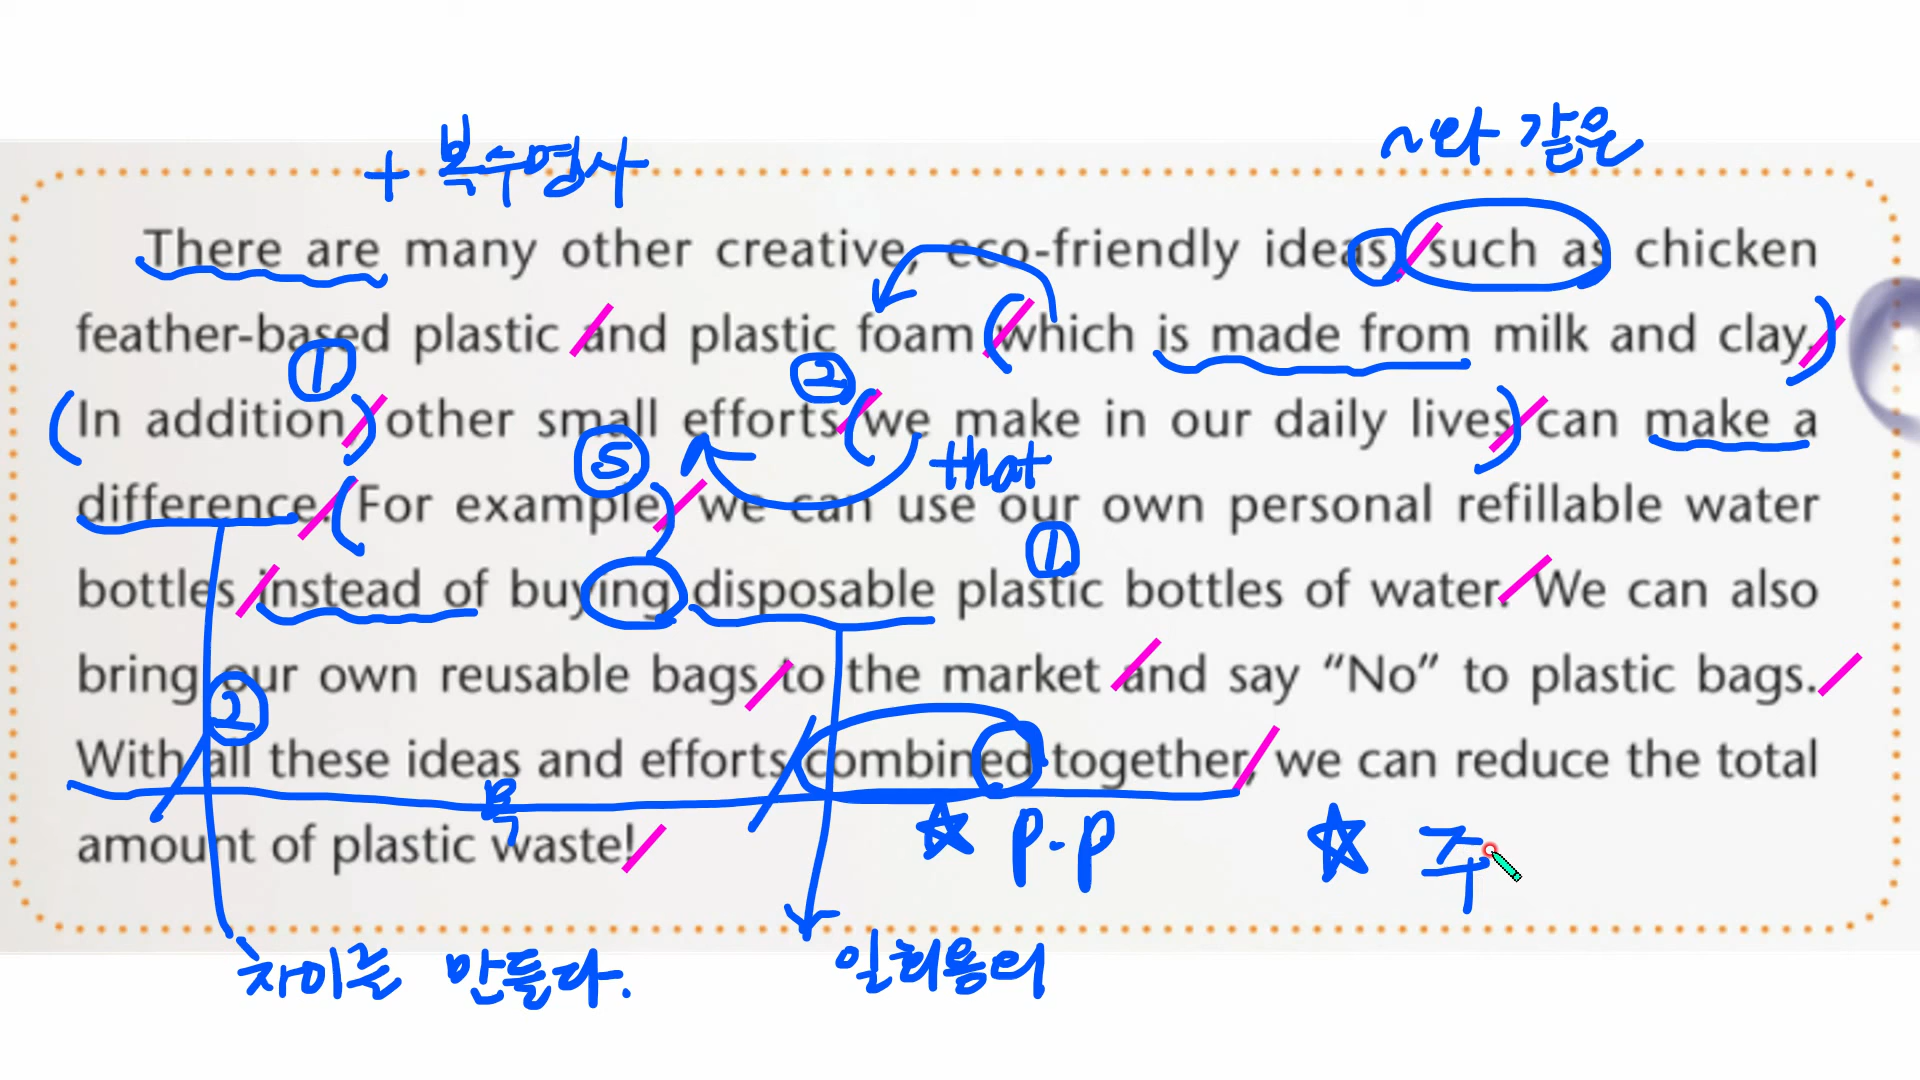 + 복수명사
~와 같은
There are many other creative, eco-friendly ideas, such as chicken
feather-based plastic and plastic foam which is made from milk and clay.
① ②
In addition, other small efforts we make in our daily lives can make a
⑤ that
difference. For example, we can use our own personal refillable water
①
bottles instead of buying disposable plastic bottles of water. We can also
bring our own reusable bags to the market and say “No” to plastic bags.
②
With all these ideas and efforts combined together, we can reduce the total
amount of plastic waste!
복 ☆ p.p ☆ 주
차이를 만들다.
일회용의